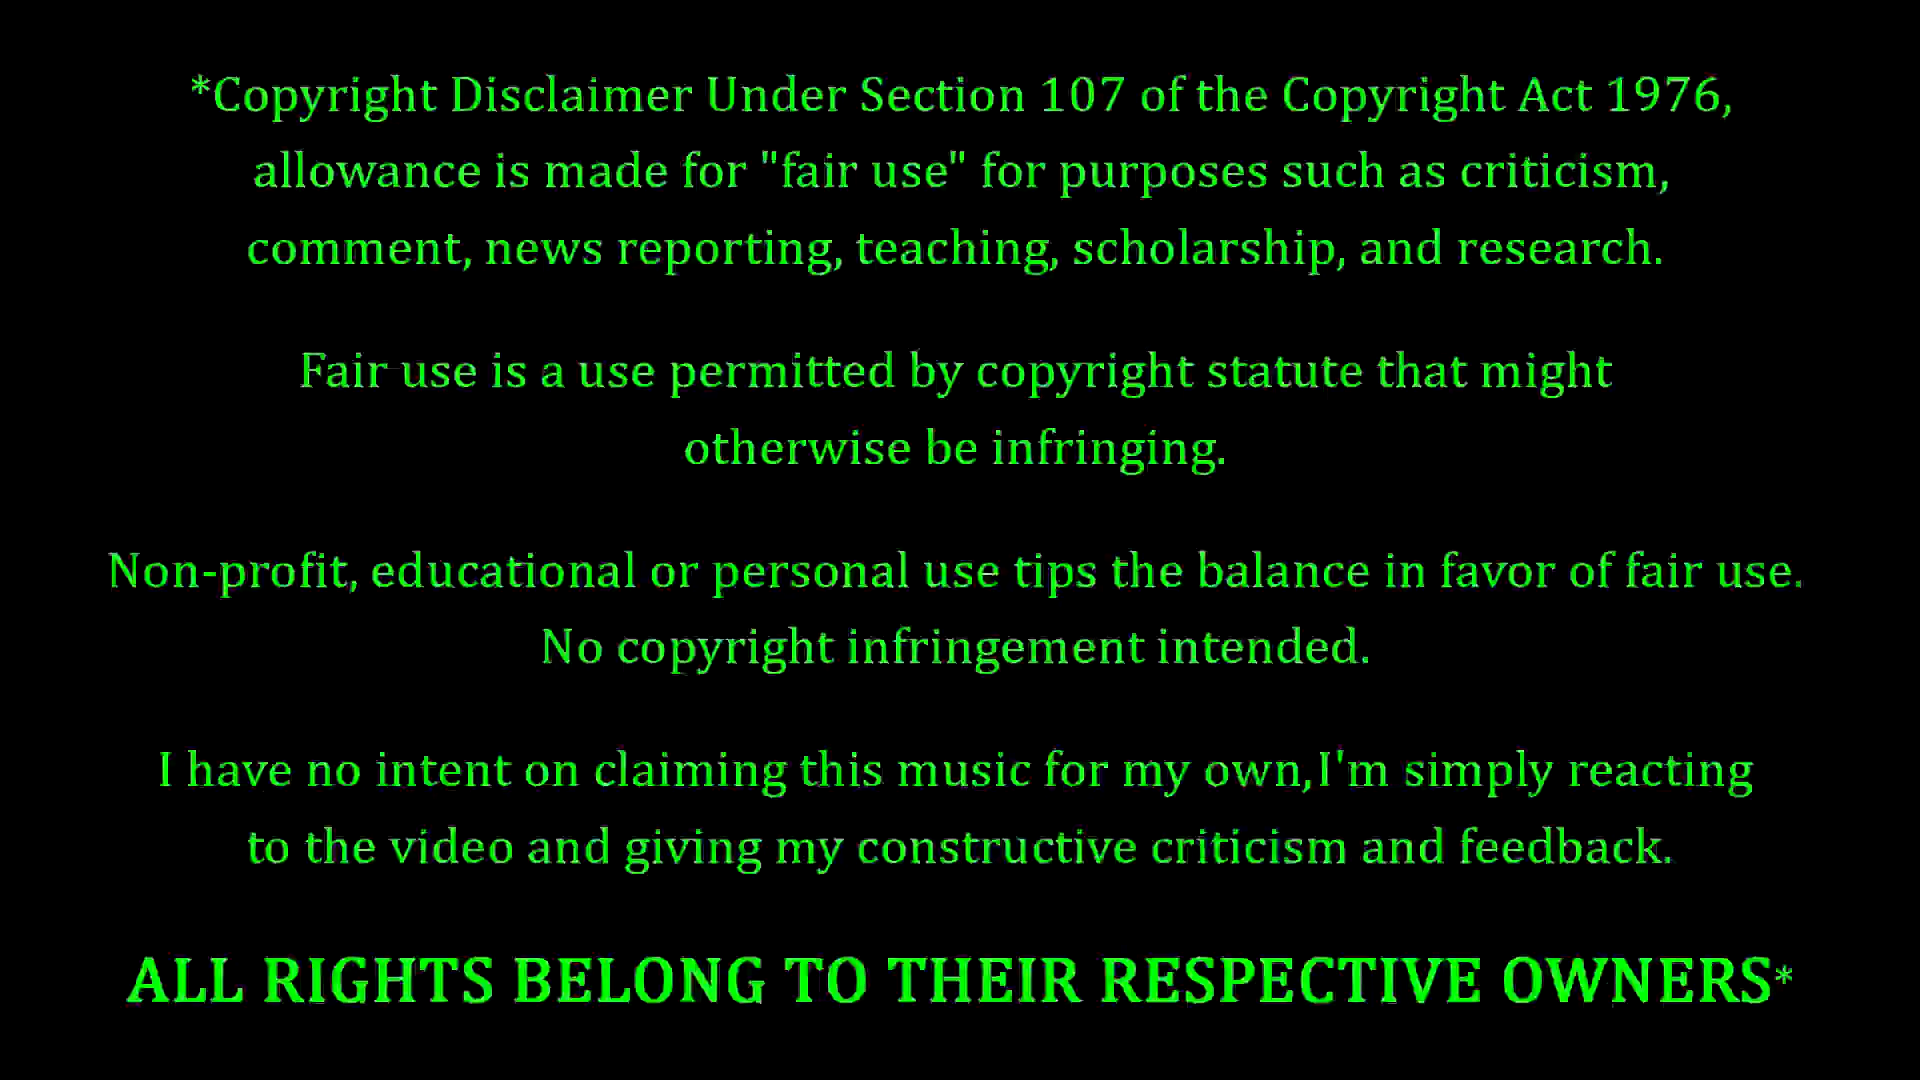 *Copyright Disclaimer Under Section 107 of the Copyright Act 1976,
allowance is made for "fair use" for purposes such as criticism,
comment, news reporting, teaching, scholarship, and research.
Fair use is a use permitted by copyright statute that might
otherwise be infringing.
Non-profit, educational or personal use tips the balance in favor of fair use.
No copyright infringement intended.
I have no intent on claiming this music for my own,I'm simply reacting
to the video and giving my constructive criticism and feedback.
ALL RIGHTS BELONG TO THEIR RESPECTIVE OWNERS*